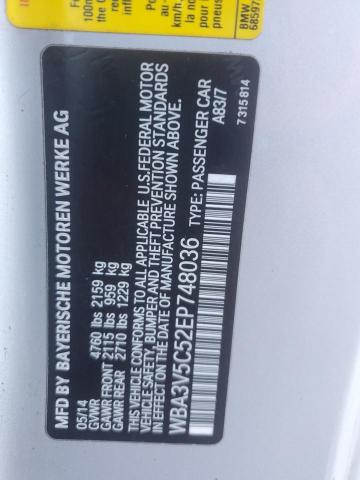 MFD BY BAYERISCHE MOTOREN WERKE AG
05/14
GVWR 4760 lbs 2159 kg
GAWR FRONT 2115 lbs 959 kg
GAWR REAR 2710 lbs 1229 kg
THIS VEHICLE CONFORMS TO ALL APPLICABLE U.S. FEDERAL MOTOR
VEHICLE SAFETY, BUMPER AND THEFT PREVENTION STANDARDS
IN EFFECT ON THE DATE OF MANUFACTURE SHOWN ABOVE.
WBA3V5C52EP748036 TYPE: PASSENGER CAR
A83/7
7 315 814
BMW